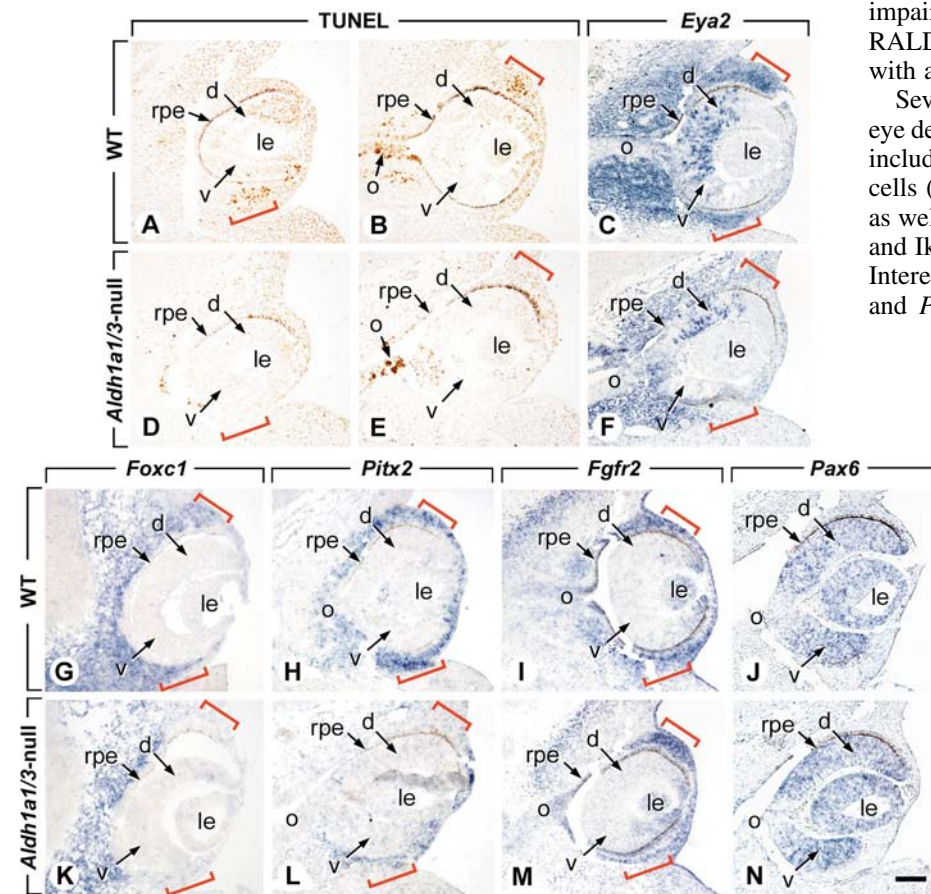 TUNEL Eya2
WT
rpe d le v A
rpe d le o v B
rpe d o le v C
Aldh1a1/3-null
rpe d le v D
rpe d o le v E
rpe d le o v F
Foxc1 Pitx2 Fgfr2 Pax6
WT
rpe d le v G
d rpe le o v H
d rpe le o v I
rpe d le o v J
Aldh1a1/3-null
rpe d le v K
rpe d le o v L
rpe d le o v M
rpe d le o v N
impair
RALD
with a
Sev
eye de
includ
cells (
as wel
and Ik
Intere
and P